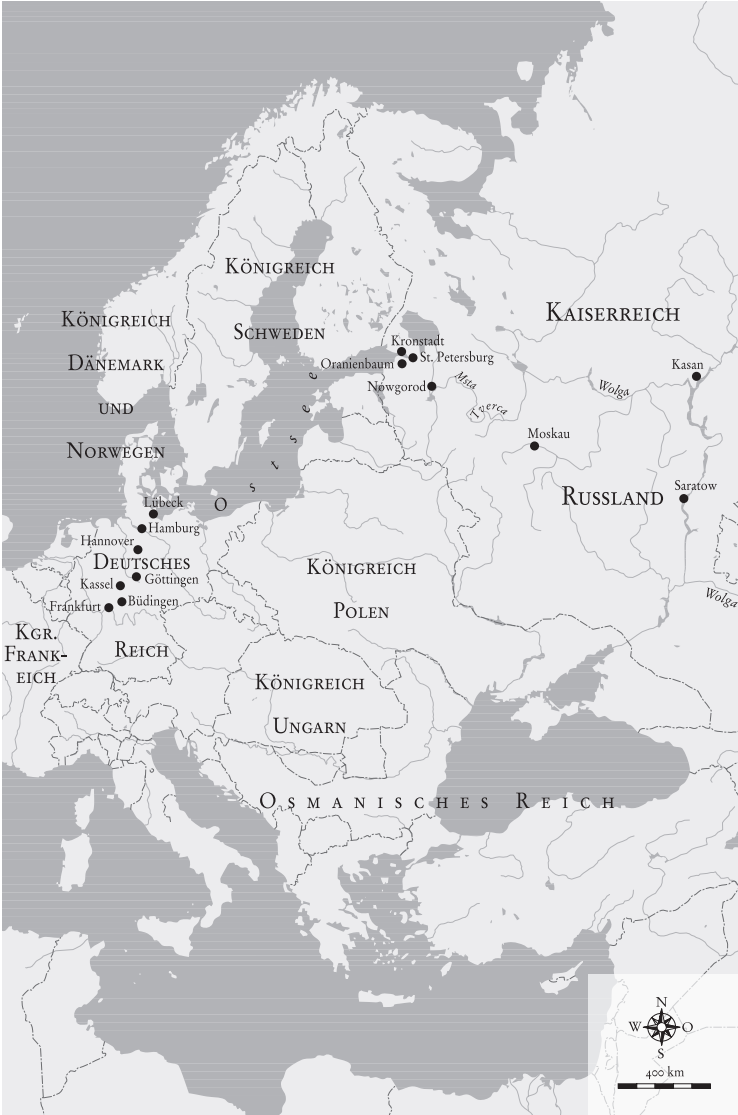 KÖNIGREICH
SCHWEDEN
KÖNIGREICH
DÄNEMARK
UND
NORWEGEN
KAISERREICH
RUSSLAND
Kronstadt
Oranienbaum
St. Petersburg
Nowgorod
Msta
Tverca
Wolga
Kasan
Moskau
Saratow
Wolga
Ostsee
Lübeck
Hamburg
Hannover
DEUTSCHES
Göttingen
Kassel
Büdingen
Frankfurt
REICH
KGR.
FRANK-
EICH
KÖNIGREICH
POLEN
KÖNIGREICH
UNGARN
OSMANISCHES REICH
N
W O
S
400 km